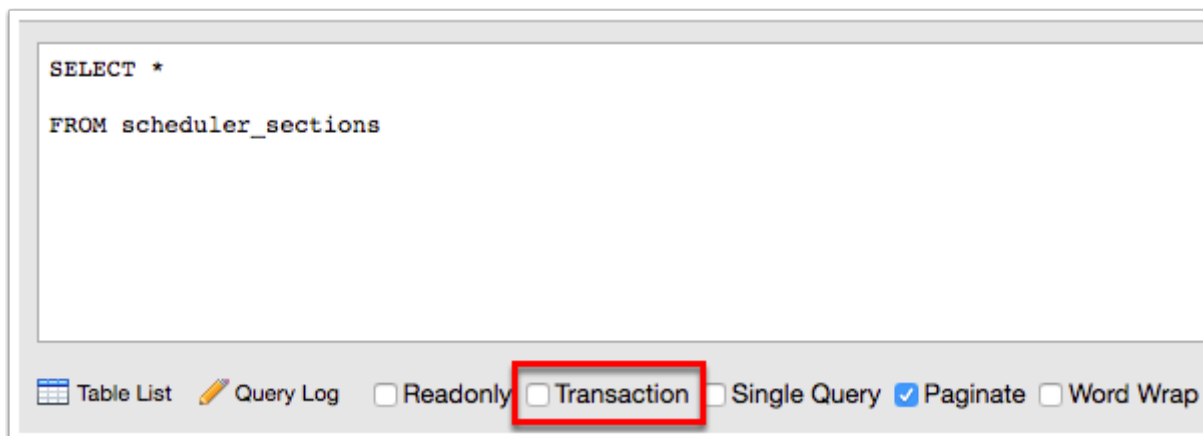 SELECT *
FROM scheduler_sections
Table List Query Log Readonly Transaction Single Query Paginate Word Wrap